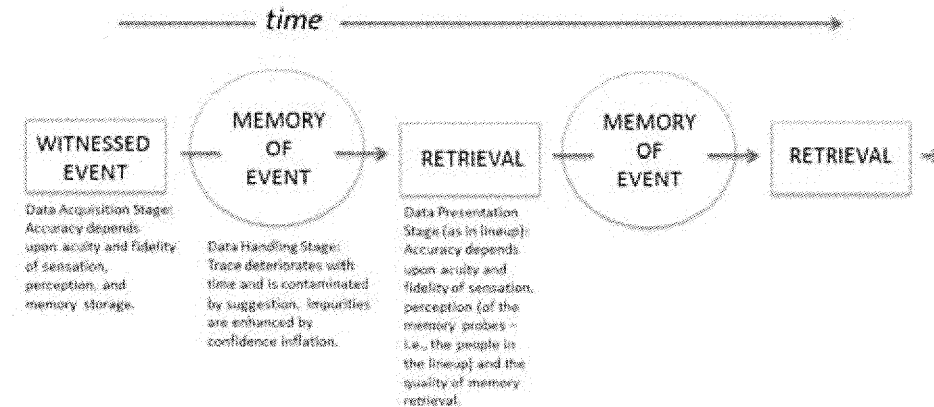 time
WITNESSED
EVENT
MEMORY
OF
EVENT
RETRIEVAL
MEMORY
OF
EVENT
RETRIEVAL
Data Acquisition Stage:
Accuracy depends
upon acuity and fidelity
of sensation,
perception, and
memory storage.
Data Handling Stage:
Trace deteriorates with
time and is contaminated
by suggestion. Impurities
are enhanced by
confidence inflation.
Data Presentation
Stage (as in lineup):
Accuracy depends
upon acuity and
fidelity of sensation,
perception (of the
memory probes –
i.e., the people in
the lineup) and the
quality of memory
retrieval.